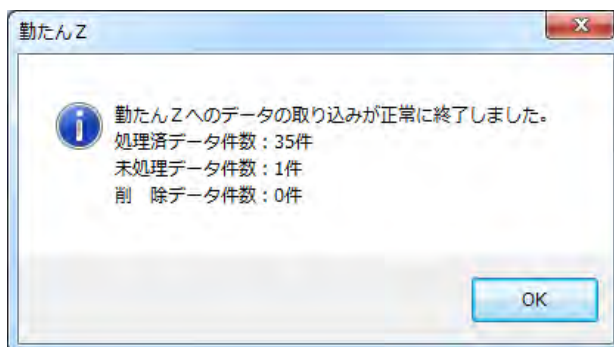 勤たんＺ
勤たんＺへのデータの取り込みが正常に終了しました。
処理済データ件数：35件
未処理データ件数：1件
削　除データ件数：0件
OK